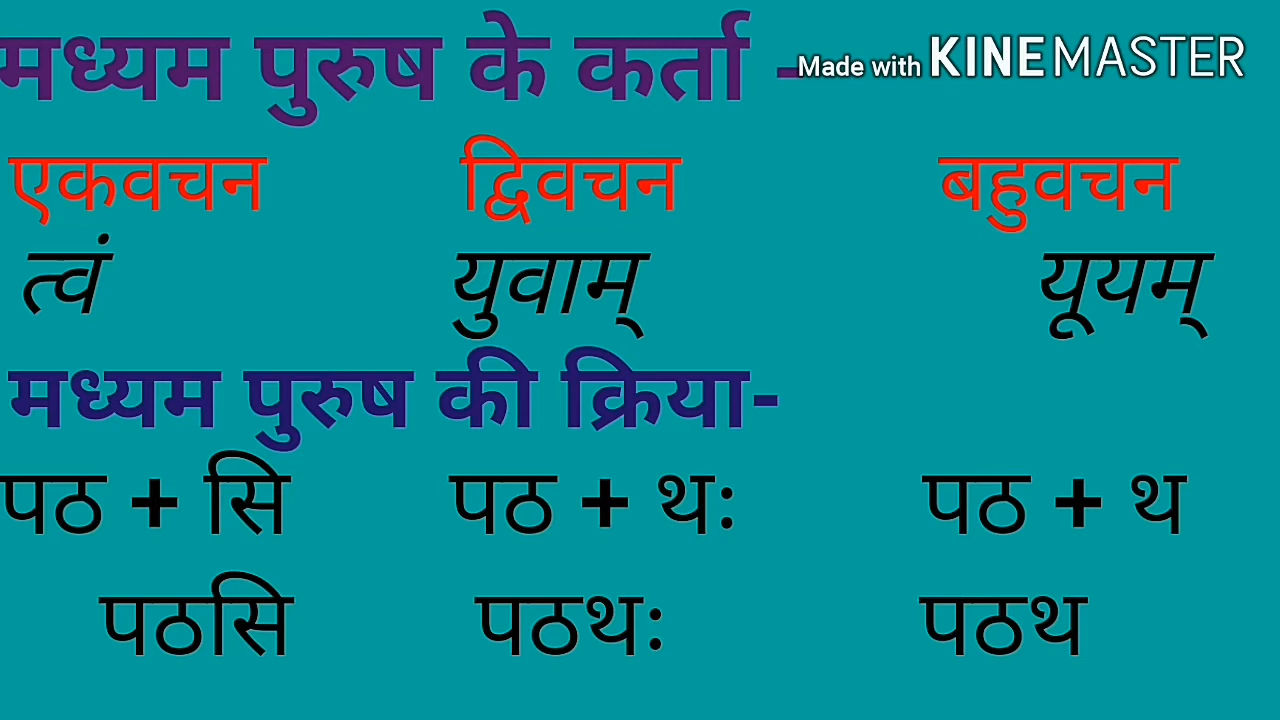 मध्यम पुरुष के कर्ता -
Made with KINEMASTER
एकवचन द्विवचन बहुवचन
त्वं युवाम् यूयम्
मध्यम पुरुष की क्रिया-
पठ + सि पठ + थः पठ + थ
पठसि पठथः पठथ